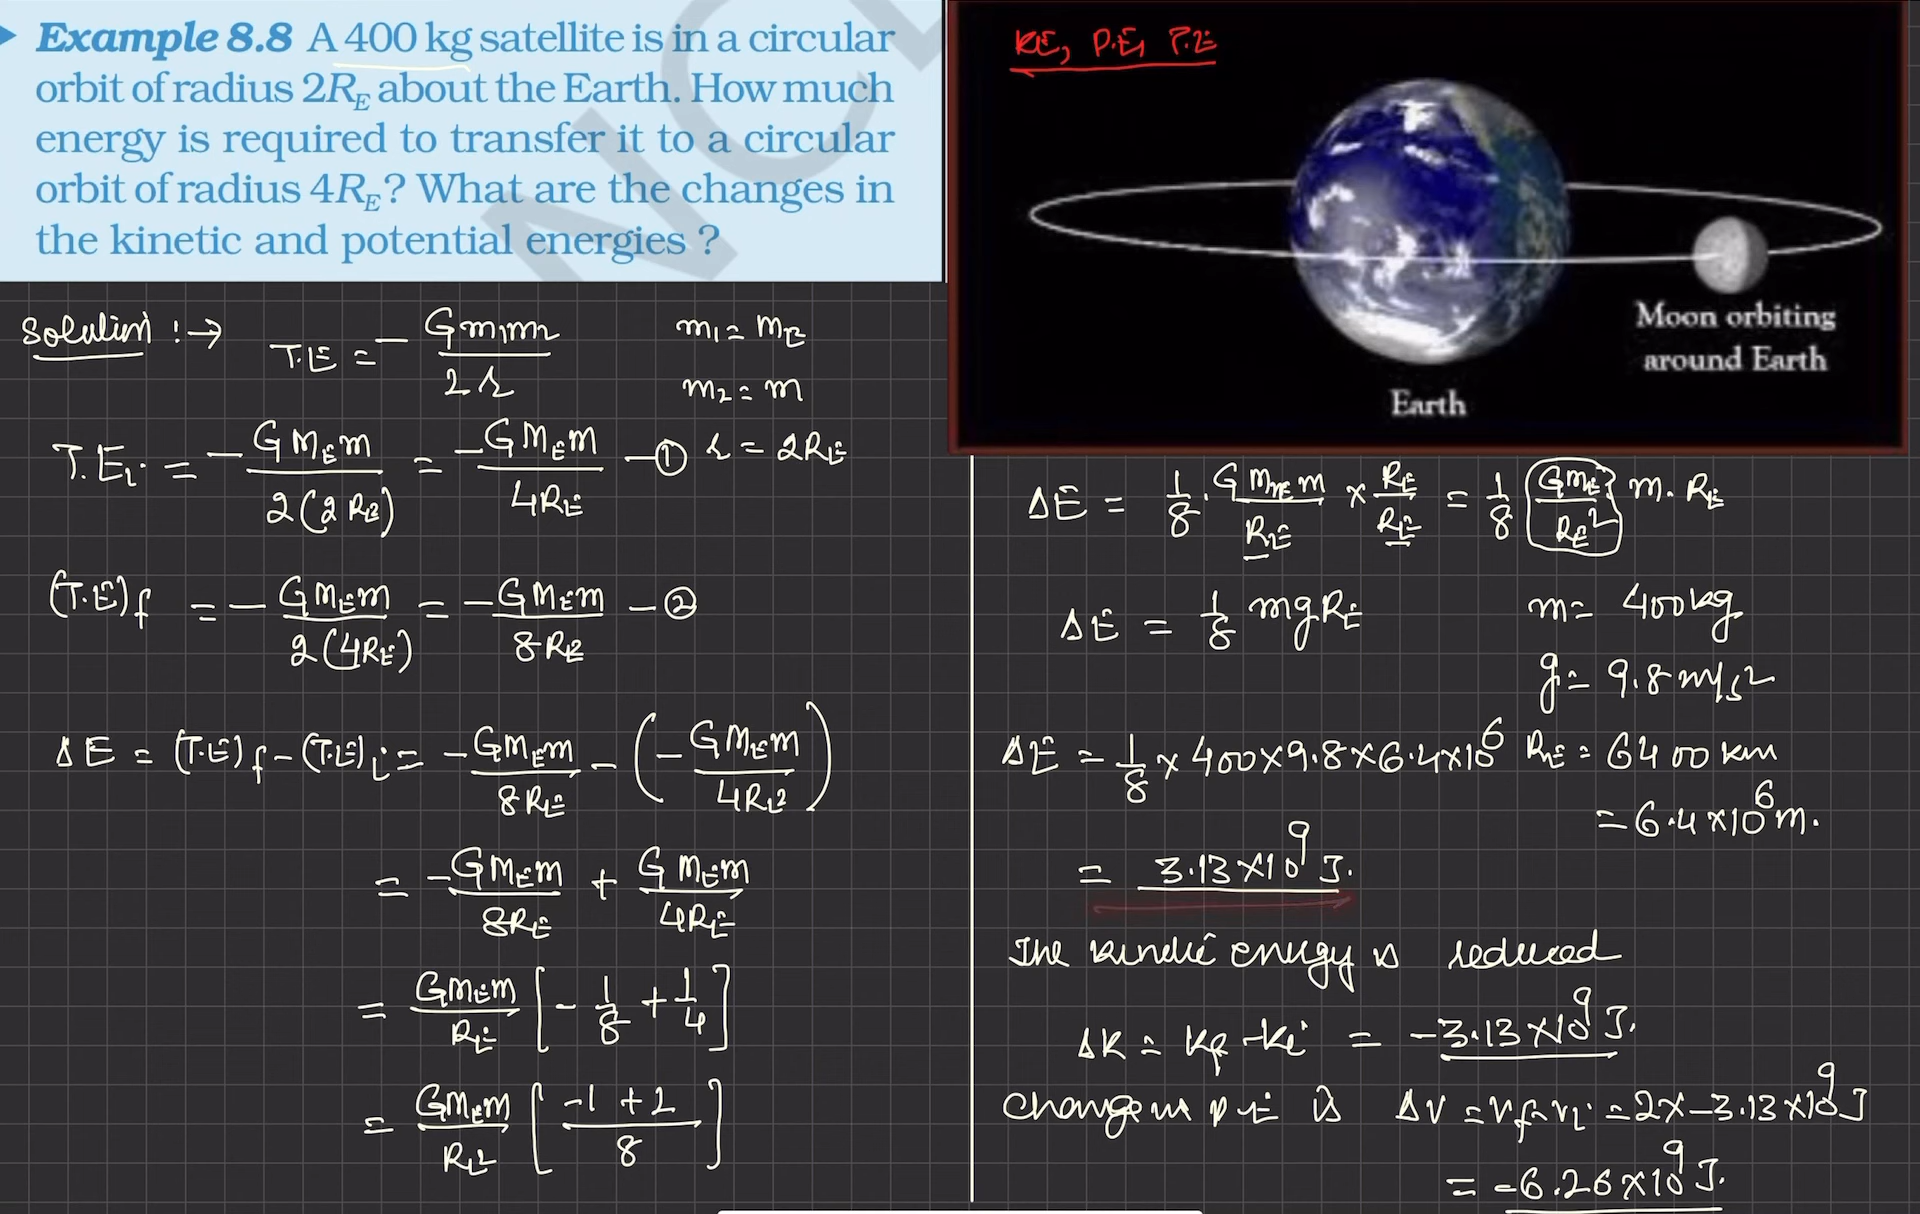 Example 8.8 A 400 kg satellite is in a circular
orbit of radius 2R_E about the Earth. How much
energy is required to transfer it to a circular
orbit of radius 4R_E? What are the changes in
the kinetic and potential energies ?
NCE
KE, P.E, T.E
Moon orbiting
around Earth
Earth
Solution :→ T.E = - Gm₁m₂ / 2r m₁ = M_E
m₂ = m
T.E_i = - GM_Em / 2(2R_E) = -GM_Em / 4R_E —① r = 2R_E
(T.E)_f = - GM_Em / 2(4R_E) = -GM_Em / 8R_E —②
ΔE = (T.E)_f - (T.E)_i = -GM_Em / 8R_E - (-GM_Em / 4R_E)
= -GM_Em / 8R_E + GM_Em / 4R_E
= GM_Em / R_E [-1/8 + 1/4]
= GM_Em / R_E [(-1 + 2) / 8]
ΔE = 1/8 · GM_Em / R_E × R_E / R_E = 1/8 (GM_E / R_E²) m. R_E
ΔE = 1/8 mgR_E m = 400 kg
g = 9.8 m/s²
ΔE = 1/8 × 400 × 9.8 × 6.4 × 10⁶ R_E = 6400 km
= 6.4 × 10⁶ m.
= 3.13 × 10⁹ J.
The kinetic energy is reduced
ΔK = K_f - K_i = -3.13 × 10⁹ J.
Change in P.E is ΔV = V_f - V_i = 2 × -3.13 × 10⁹ J
= -6.26 × 10⁹ J.